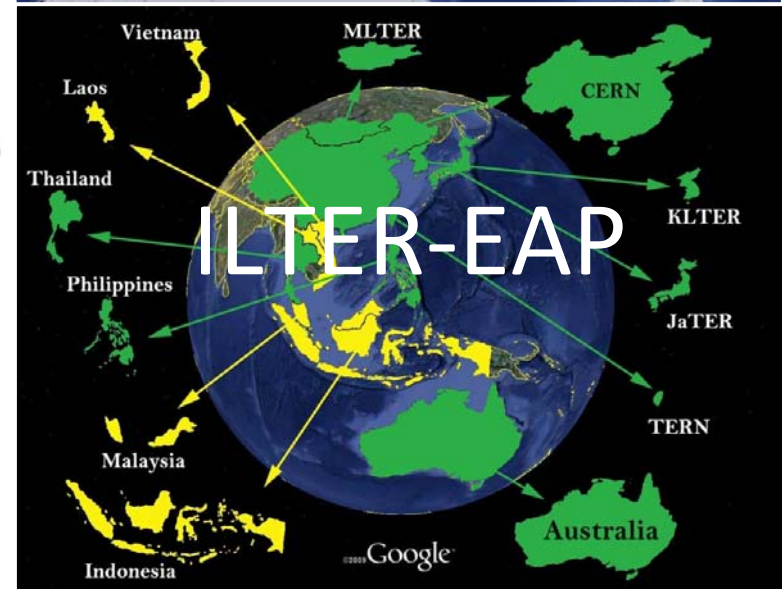 Vietnam
MLTER
CERN
Laos
Thailand
KLTER
ILTER-EAP
Philippines
JaTER
TERN
Malaysia
Australia
©2009 Google
Indonesia